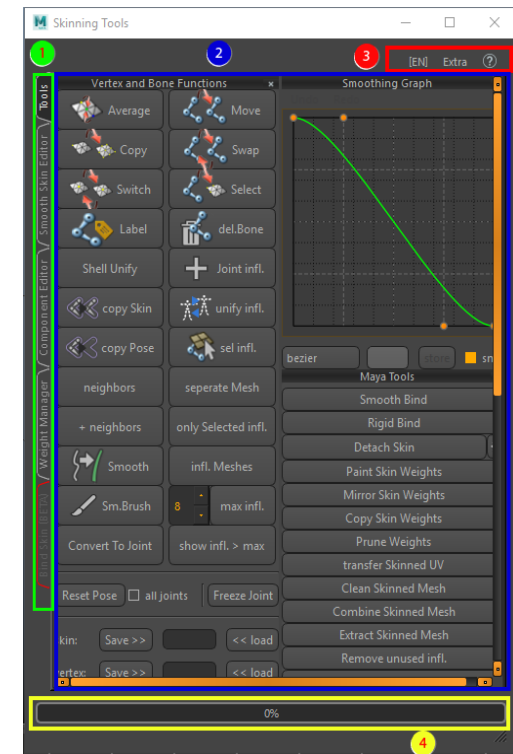 Skinning Tools
1
2
3
[EN] Extra ?
Tools
Smooth Skin Editor
Component Editor
Weight Manager
Bind Skin [BETA]
Vertex and Bone Functions
Average Move
Copy Swap
Switch Select
Label del.Bone
Shell Unify Joint infl.
copy Skin unify infl.
copy Pose sel infl.
neighbors seperate Mesh
+ neighbors only Selected infl.
Smooth infl. Meshes
Sm.Brush 8 max infl.
Convert To Joint show infl. > max
Reset Pose all joints Freeze Joint
kin: Save >> << load
ertex: Save >> << load
Smoothing Graph
bezier store sn
Maya Tools
Smooth Bind
Rigid Bind
Detach Skin
Paint Skin Weights
Mirror Skin Weights
Copy Skin Weights
Prune Weights
transfer Skinned UV
Clean Skinned Mesh
Combine Skinned Mesh
Extract Skinned Mesh
Remove unused infl.
0%
4